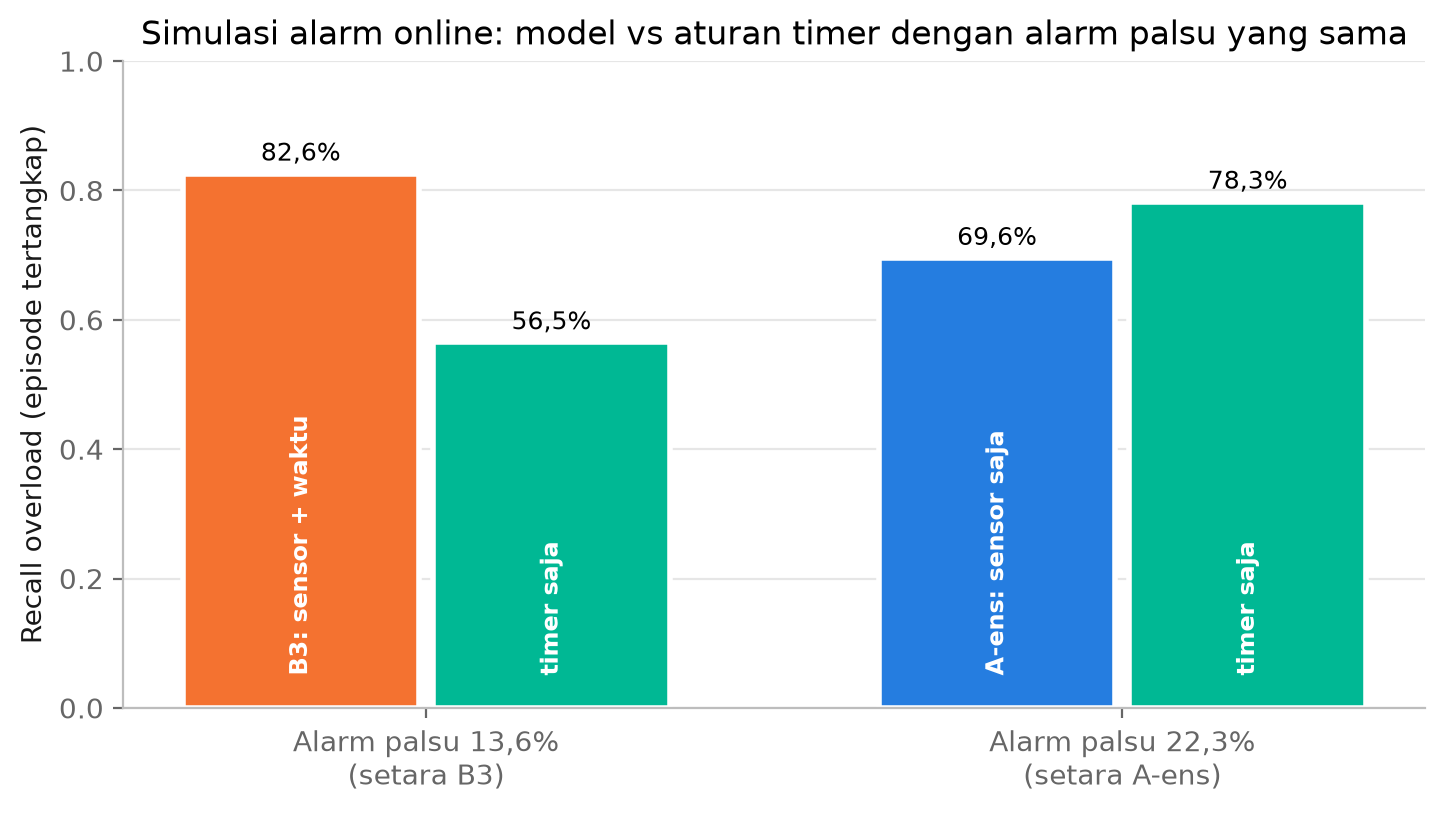 Simulasi alarm online: model vs aturan timer dengan alarm palsu yang sama
Recall overload (episode tertangkap)
1.0
0.8
0.6
0.4
0.2
0.0
82,6%
56,5%
69,6%
78,3%
B3: sensor + waktu
timer saja
A-ens: sensor saja
timer saja
Alarm palsu 13,6%
(setara B3)
Alarm palsu 22,3%
(setara A-ens)